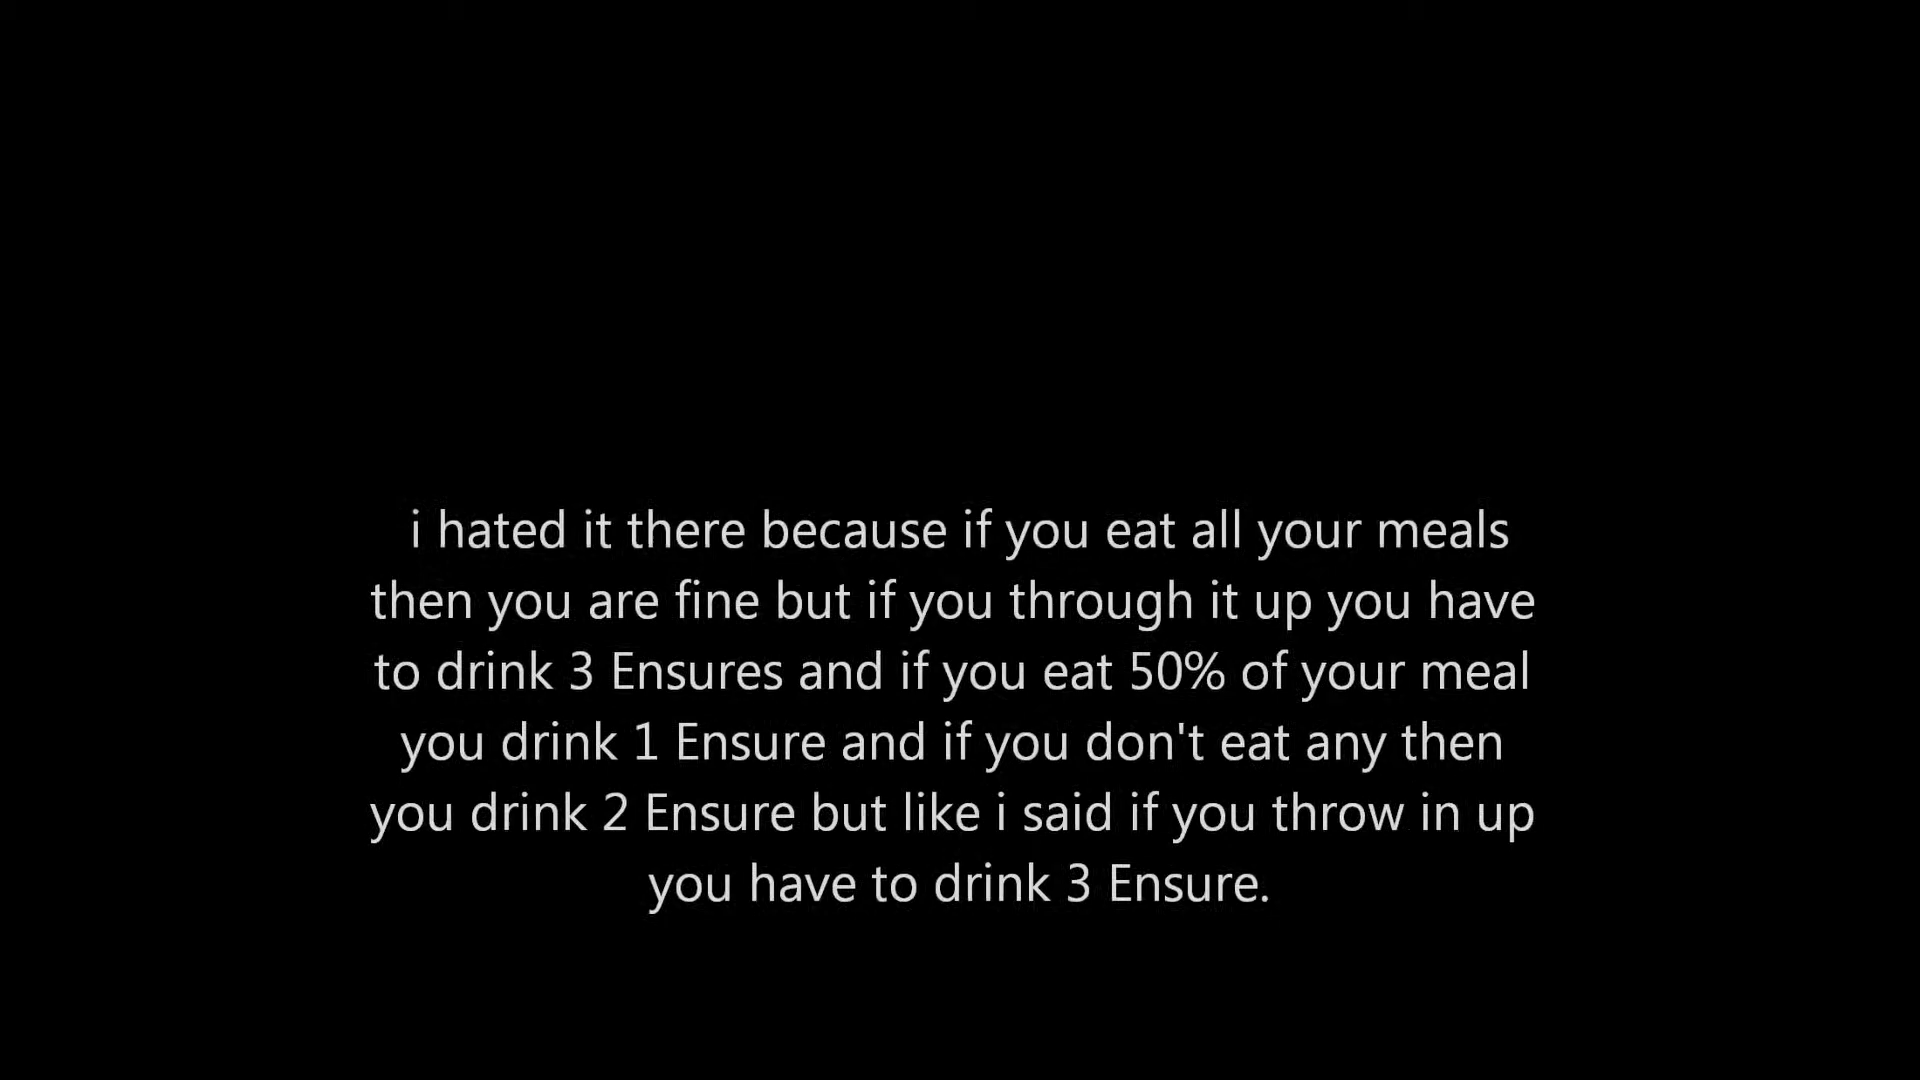 i hated it there because if you eat all your meals
then you are fine but if you through it up you have
to drink 3 Ensures and if you eat 50% of your meal
you drink 1 Ensure and if you don't eat any then
you drink 2 Ensure but like i said if you throw in up
you have to drink 3 Ensure.